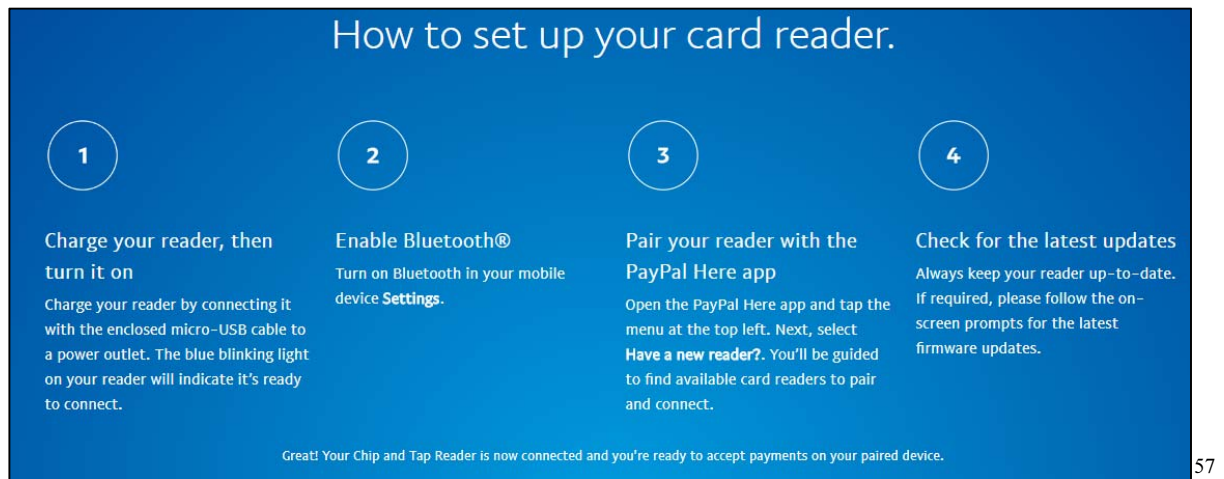 How to set up your card reader.
1
Charge your reader, then
turn it on
Charge your reader by connecting it
with the enclosed micro-USB cable to
a power outlet. The blue blinking light
on your reader will indicate it's ready
to connect.
2
Enable Bluetooth®
Turn on Bluetooth in your mobile
device Settings.
3
Pair your reader with the
PayPal Here app
Open the PayPal Here app and tap the
menu at the top left. Next, select
Have a new reader?. You'll be guided
to find available card readers to pair
and connect.
4
Check for the latest updates
Always keep your reader up-to-date.
If required, please follow the on-
screen prompts for the latest
firmware updates.
Great! Your Chip and Tap Reader is now connected and you're ready to accept payments on your paired device.
57